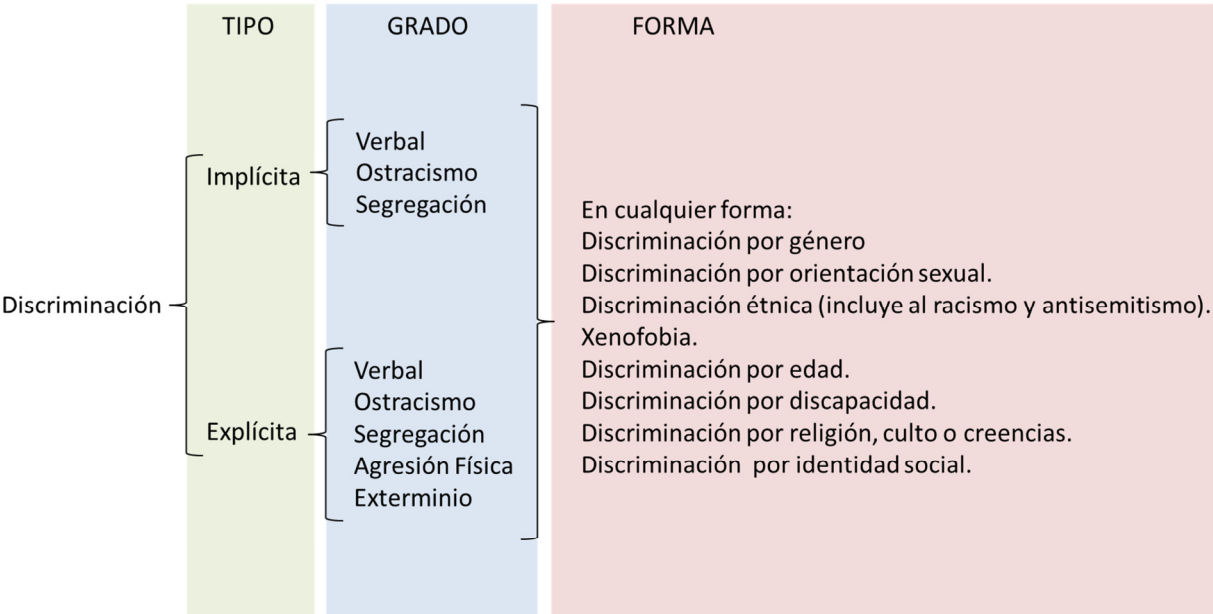 TIPO
GRADO
FORMA
Discriminación
Implícita
Verbal
Ostracismo
Segregación
Explícita
Verbal
Ostracismo
Segregación
Agresión Física
Exterminio
En cualquier forma:
Discriminación por género
Discriminación por orientación sexual.
Discriminación étnica (incluye al racismo y antisemitismo).
Xenofobia.
Discriminación por edad.
Discriminación por discapacidad.
Discriminación por religión, culto o creencias.
Discriminación  por identidad social.